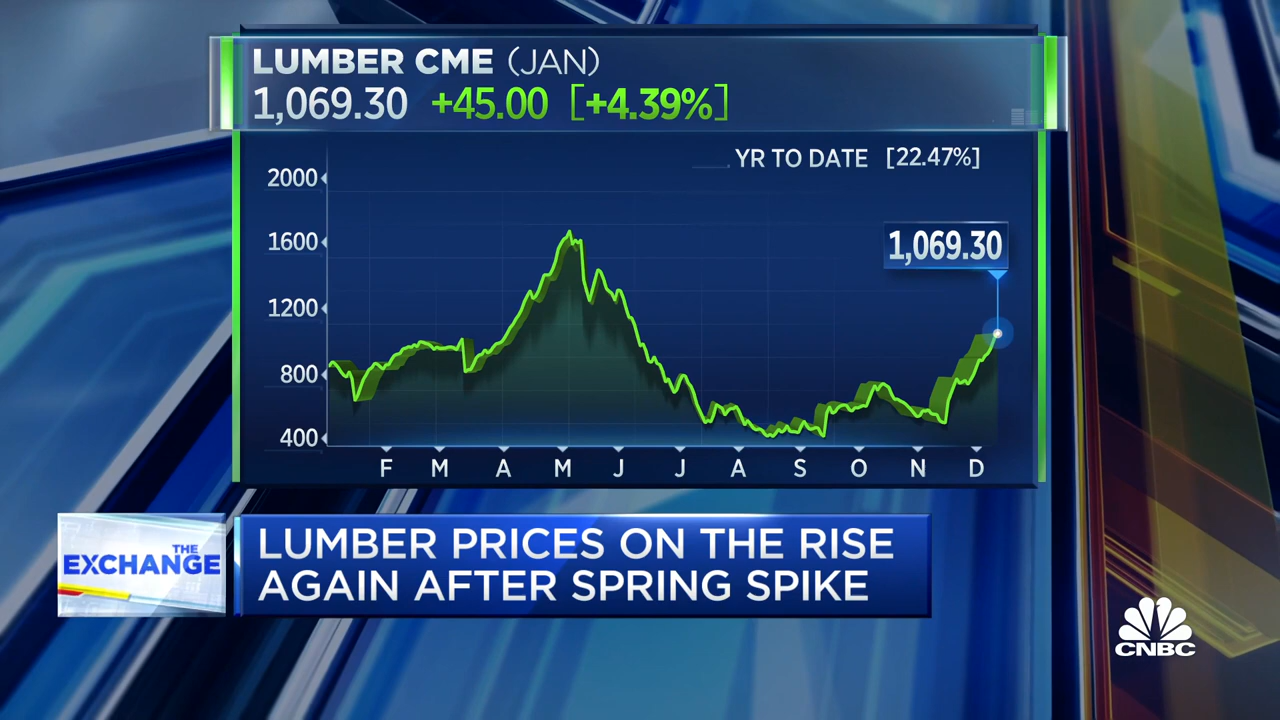 LUMBER CME (JAN)
1,069.30 +45.00 [+4.39%]
YR TO DATE [22.47%]
2000
1600
1200
800
400
1,069.30
F M A M J J A S O N D
THE
EXCHANGE
LUMBER PRICES ON THE RISE
AGAIN AFTER SPRING SPIKE
CNBC